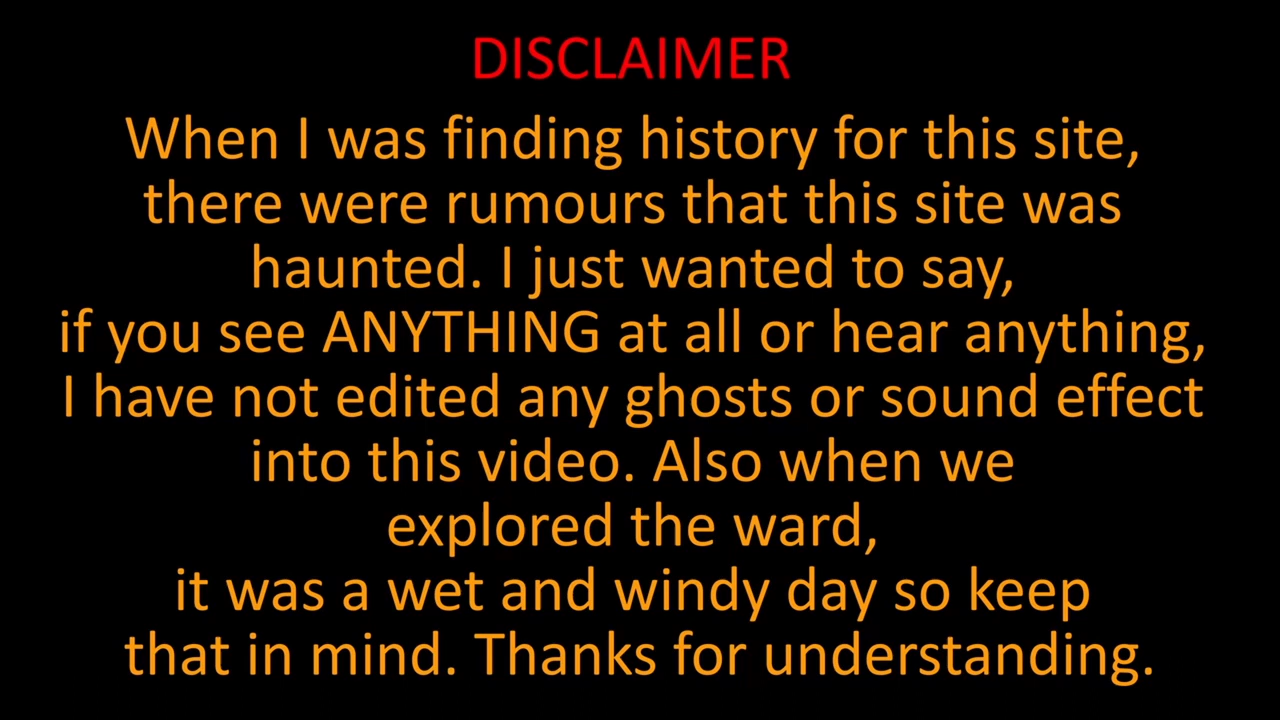 DISCLAIMER
When I was finding history for this site,
there were rumours that this site was
haunted. I just wanted to say,
if you see ANYTHING at all or hear anything,
I have not edited any ghosts or sound effect
into this video. Also when we
explored the ward,
it was a wet and windy day so keep
that in mind. Thanks for understanding.